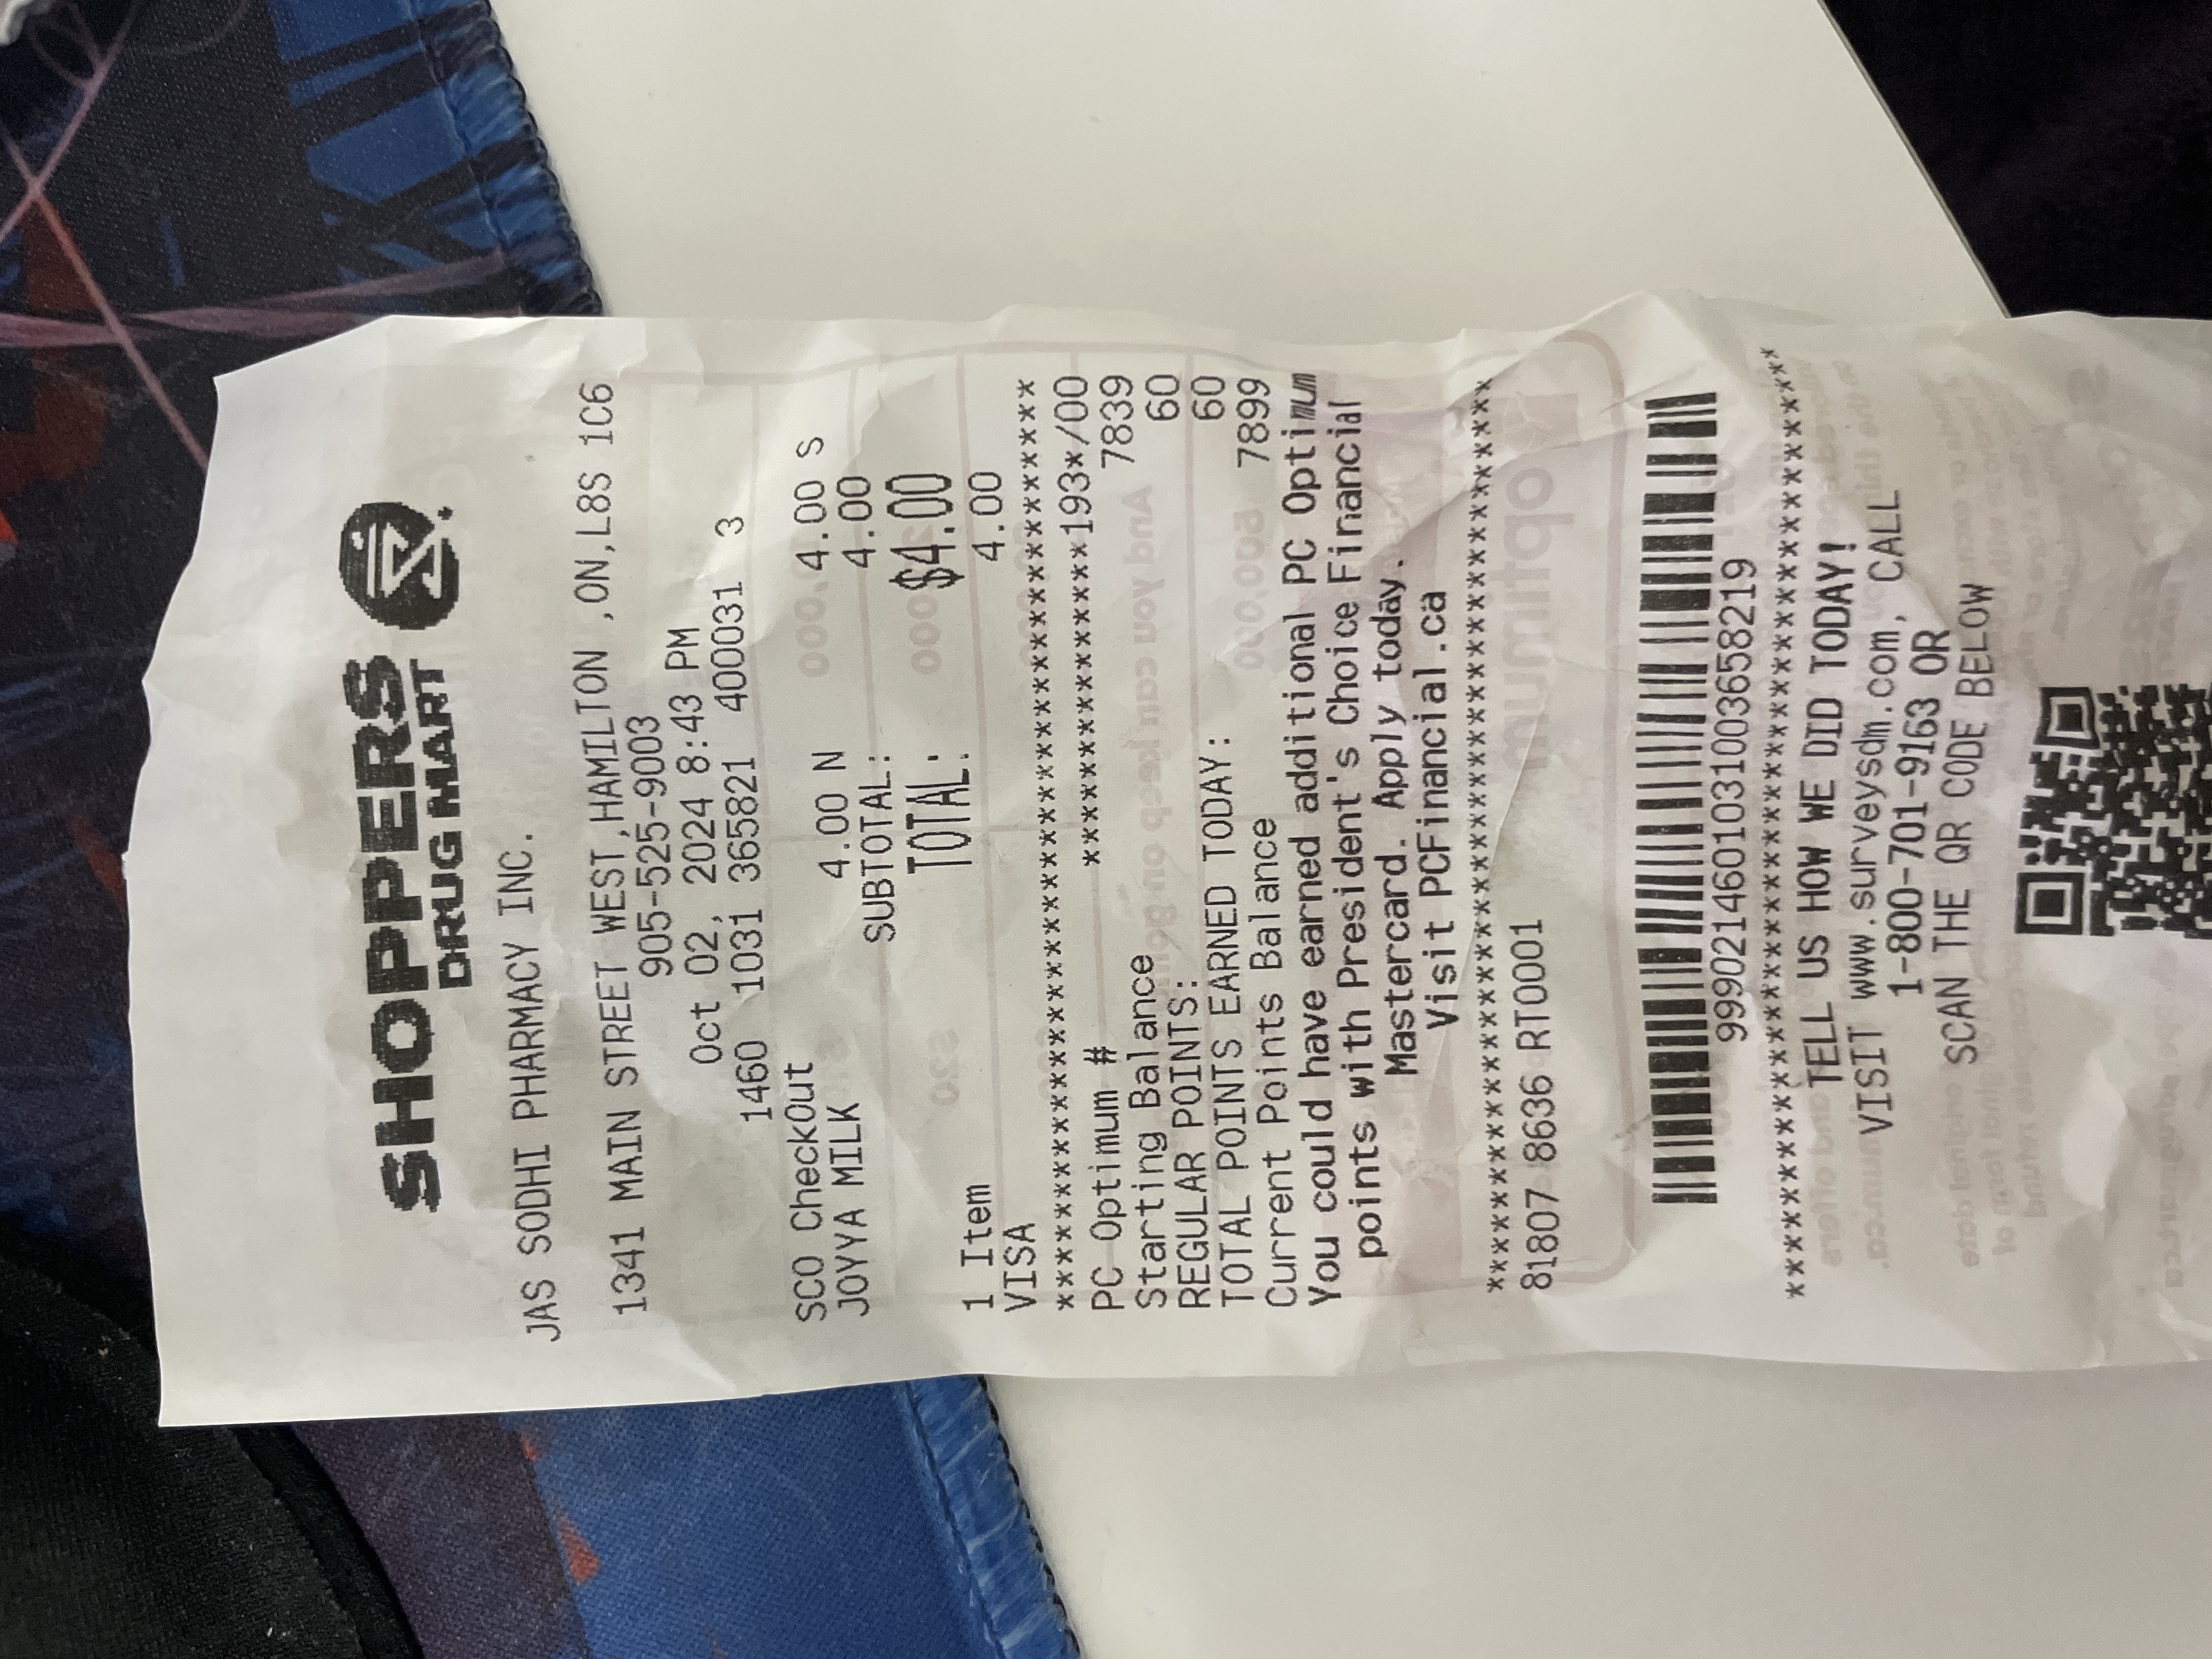 SHOPPERS
DRUG MART
JAS SODHI PHARMACY INC.
1341 MAIN STREET WEST,HAMILTON ,ON,L8S 1C6
905-525-9003
Oct 02, 2024 8:43 PM
1460 1031 365821 400031 3
SCO CheckOut
JOYYA MILK 4.00 N 4.00 S
SUBTOTAL: 4.00
TOTAL: $4.00
1 Item
VISA 4.00
******************************************
PC Optimum # ***************193*/00
Starting Balance 7839
REGULAR POINTS: 60
TOTAL POINTS EARNED TODAY: 60
Current Points Balance 7899
You could have earned additional PC Optimum
points with President's Choice Financial
Mastercard. Apply today.
Visit PCFinancial.ca
******************************************
81807 8636 RT0001
9990214601031003658219
******************************************
TELL US HOW WE DID TODAY!
VISIT www.surveysdm.com, CALL
1-800-701-9163 OR
SCAN THE QR CODE BELOW